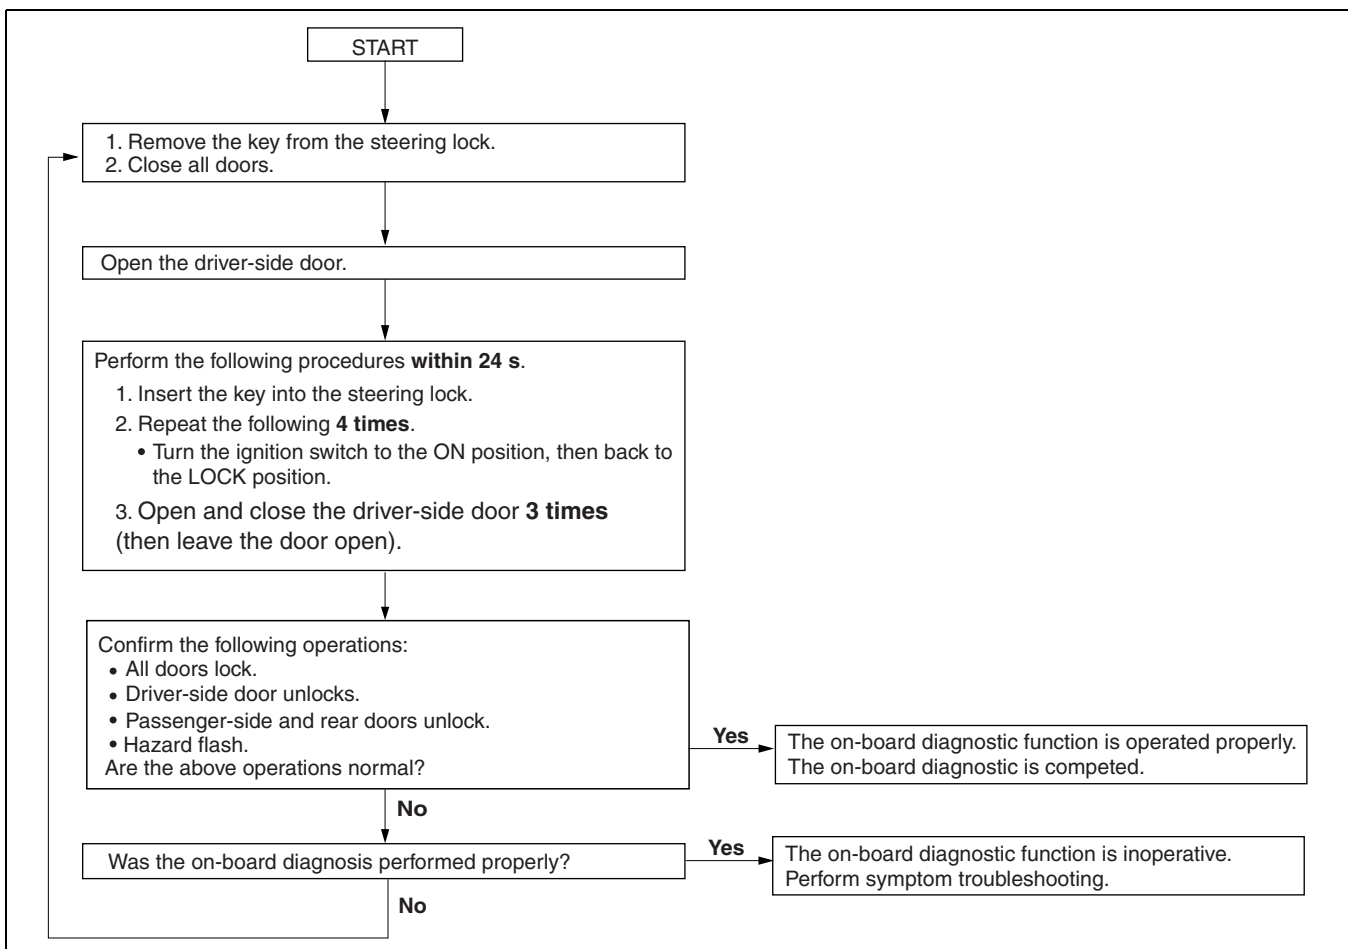 START
1. Remove the key from the steering lock.
2. Close all doors.
Open the driver-side door.
Perform the following procedures within 24 s.
1. Insert the key into the steering lock.
2. Repeat the following 4 times.
• Turn the ignition switch to the ON position, then back to
the LOCK position.
3. Open and close the driver-side door 3 times
(then leave the door open).
Confirm the following operations:
• All doors lock.
• Driver-side door unlocks.
• Passenger-side and rear doors unlock.
• Hazard flash.
Are the above operations normal?
Yes
The on-board diagnostic function is operated properly.
The on-board diagnostic is competed.
No
Was the on-board diagnosis performed properly?
Yes
The on-board diagnostic function is inoperative.
Perform symptom troubleshooting.
No